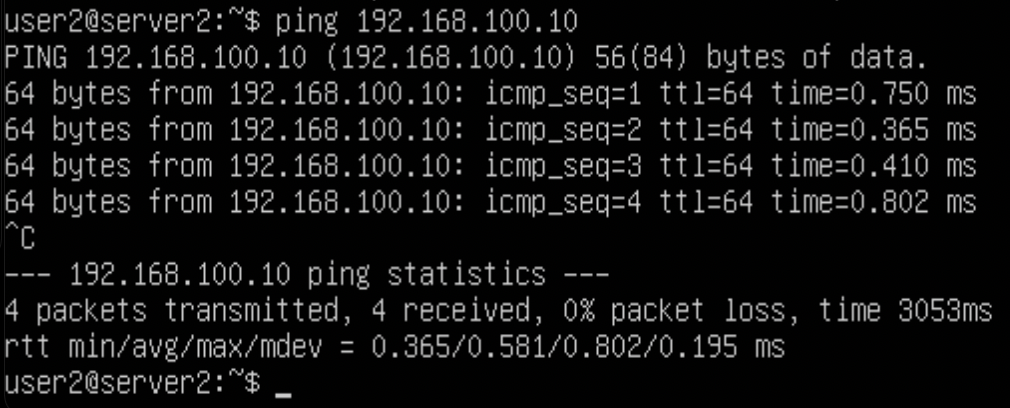 user2@server2:~$ ping 192.168.100.10
PING 192.168.100.10 (192.168.100.10) 56(84) bytes of data.
64 bytes from 192.168.100.10: icmp_seq=1 ttl=64 time=0.750 ms
64 bytes from 192.168.100.10: icmp_seq=2 ttl=64 time=0.365 ms
64 bytes from 192.168.100.10: icmp_seq=3 ttl=64 time=0.410 ms
64 bytes from 192.168.100.10: icmp_seq=4 ttl=64 time=0.802 ms
^C
--- 192.168.100.10 ping statistics ---
4 packets transmitted, 4 received, 0% packet loss, time 3053ms
rtt min/avg/max/mdev = 0.365/0.581/0.802/0.195 ms
user2@server2:~$ _